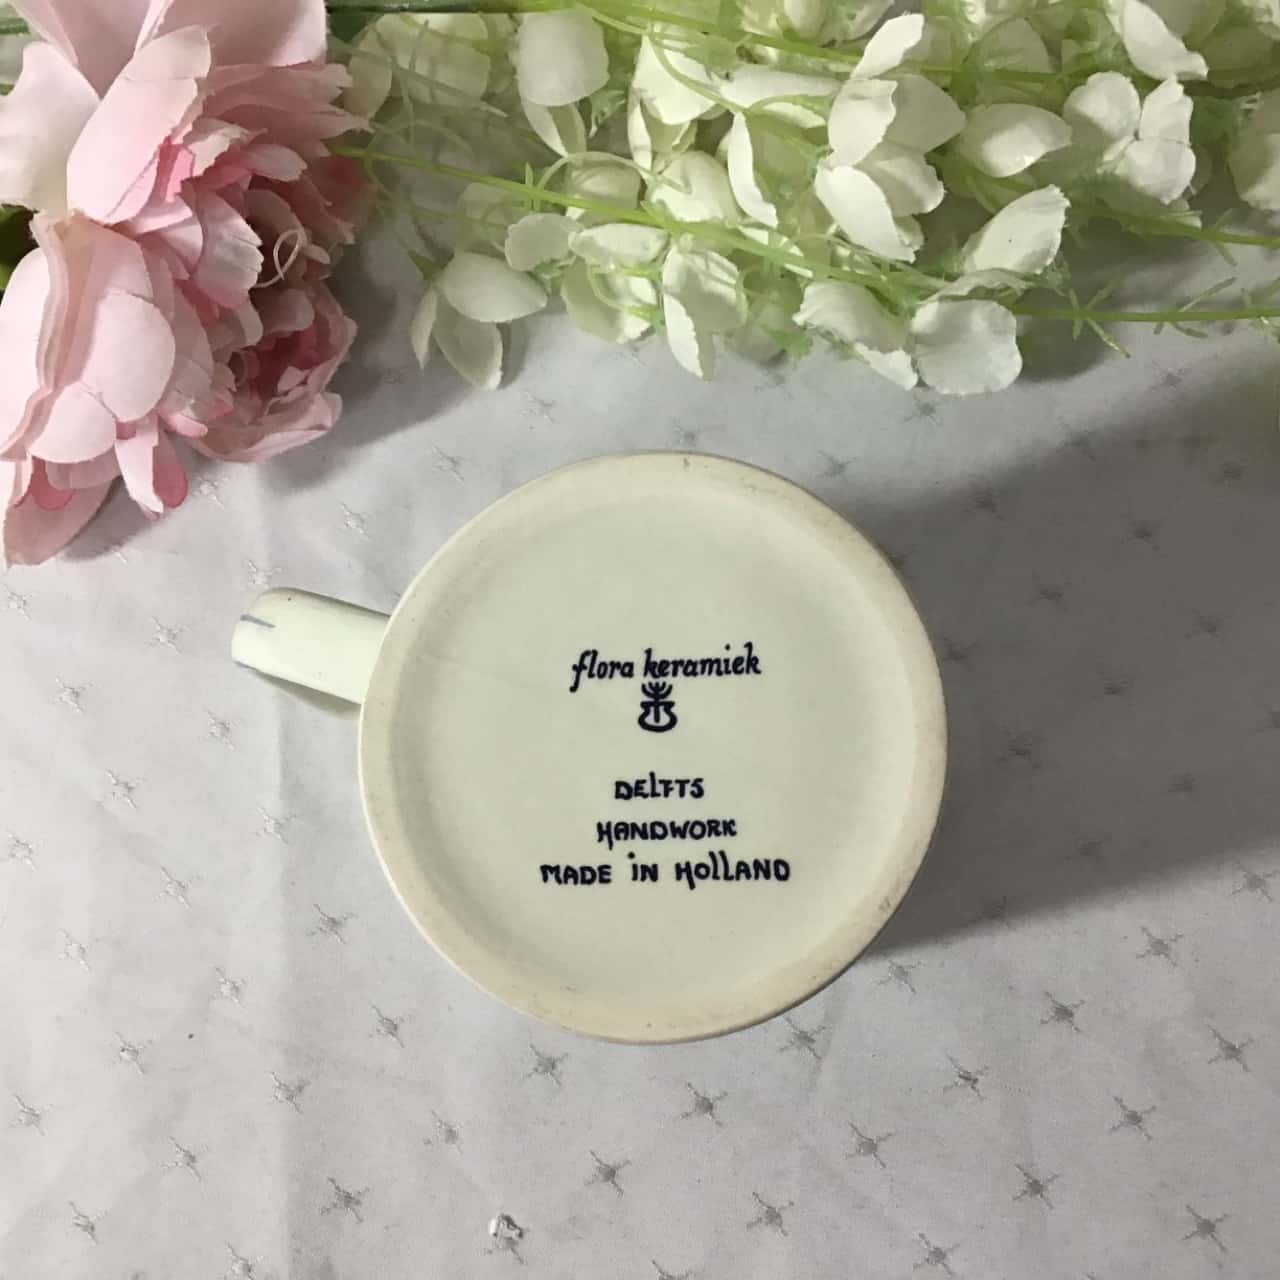 flora keramiek
DELFTS
HANDWORK
MADE iN HOllAND